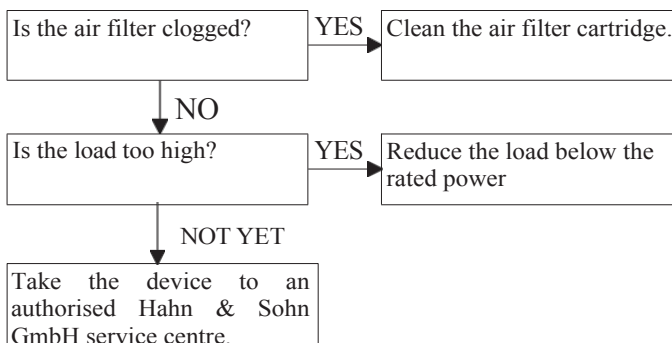 Is the air filter clogged?
YES
Clean the air filter cartridge.
NO
Is the load too high?
YES
Reduce the load below the
rated power
NOT YET
Take the device to an
authorised Hahn & Sohn
GmbH service centre.